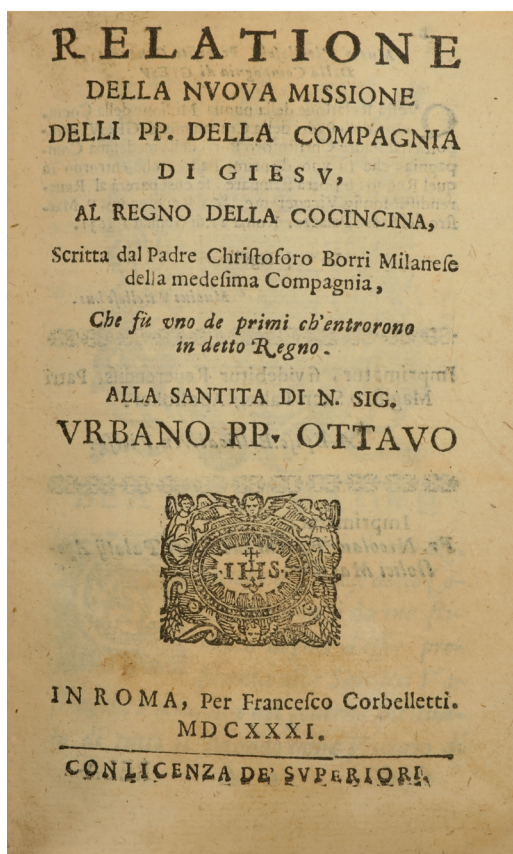 RELATIONE
DELLA NVOVA MISSIONE
DELLI PP. DELLA COMPAGNIA
DI GIESV,
AL REGNO DELLA COCINCINA,
Scritta dal Padre Chriſtoforo Borri Milaneſe
della medeſima Compagnia,
Che fù vno de primi ch'entrorono
in detto Regno.
ALLA SANTITA DI N. SIG.
VRBANO PP. OTTAVO
IHS
IN ROMA, Per Franceſco Corbelletti.
MDCXXXI.
CON LICENZA DE' SVPERIORI.